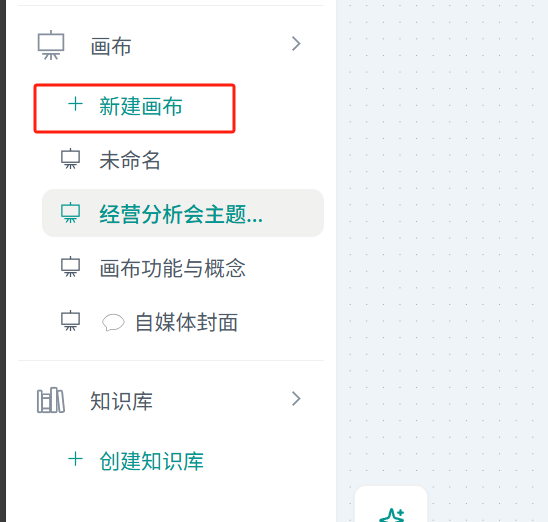 画布
新建画布
未命名
经营分析会主题...
画布功能与概念
自媒体封面
知识库
创建知识库